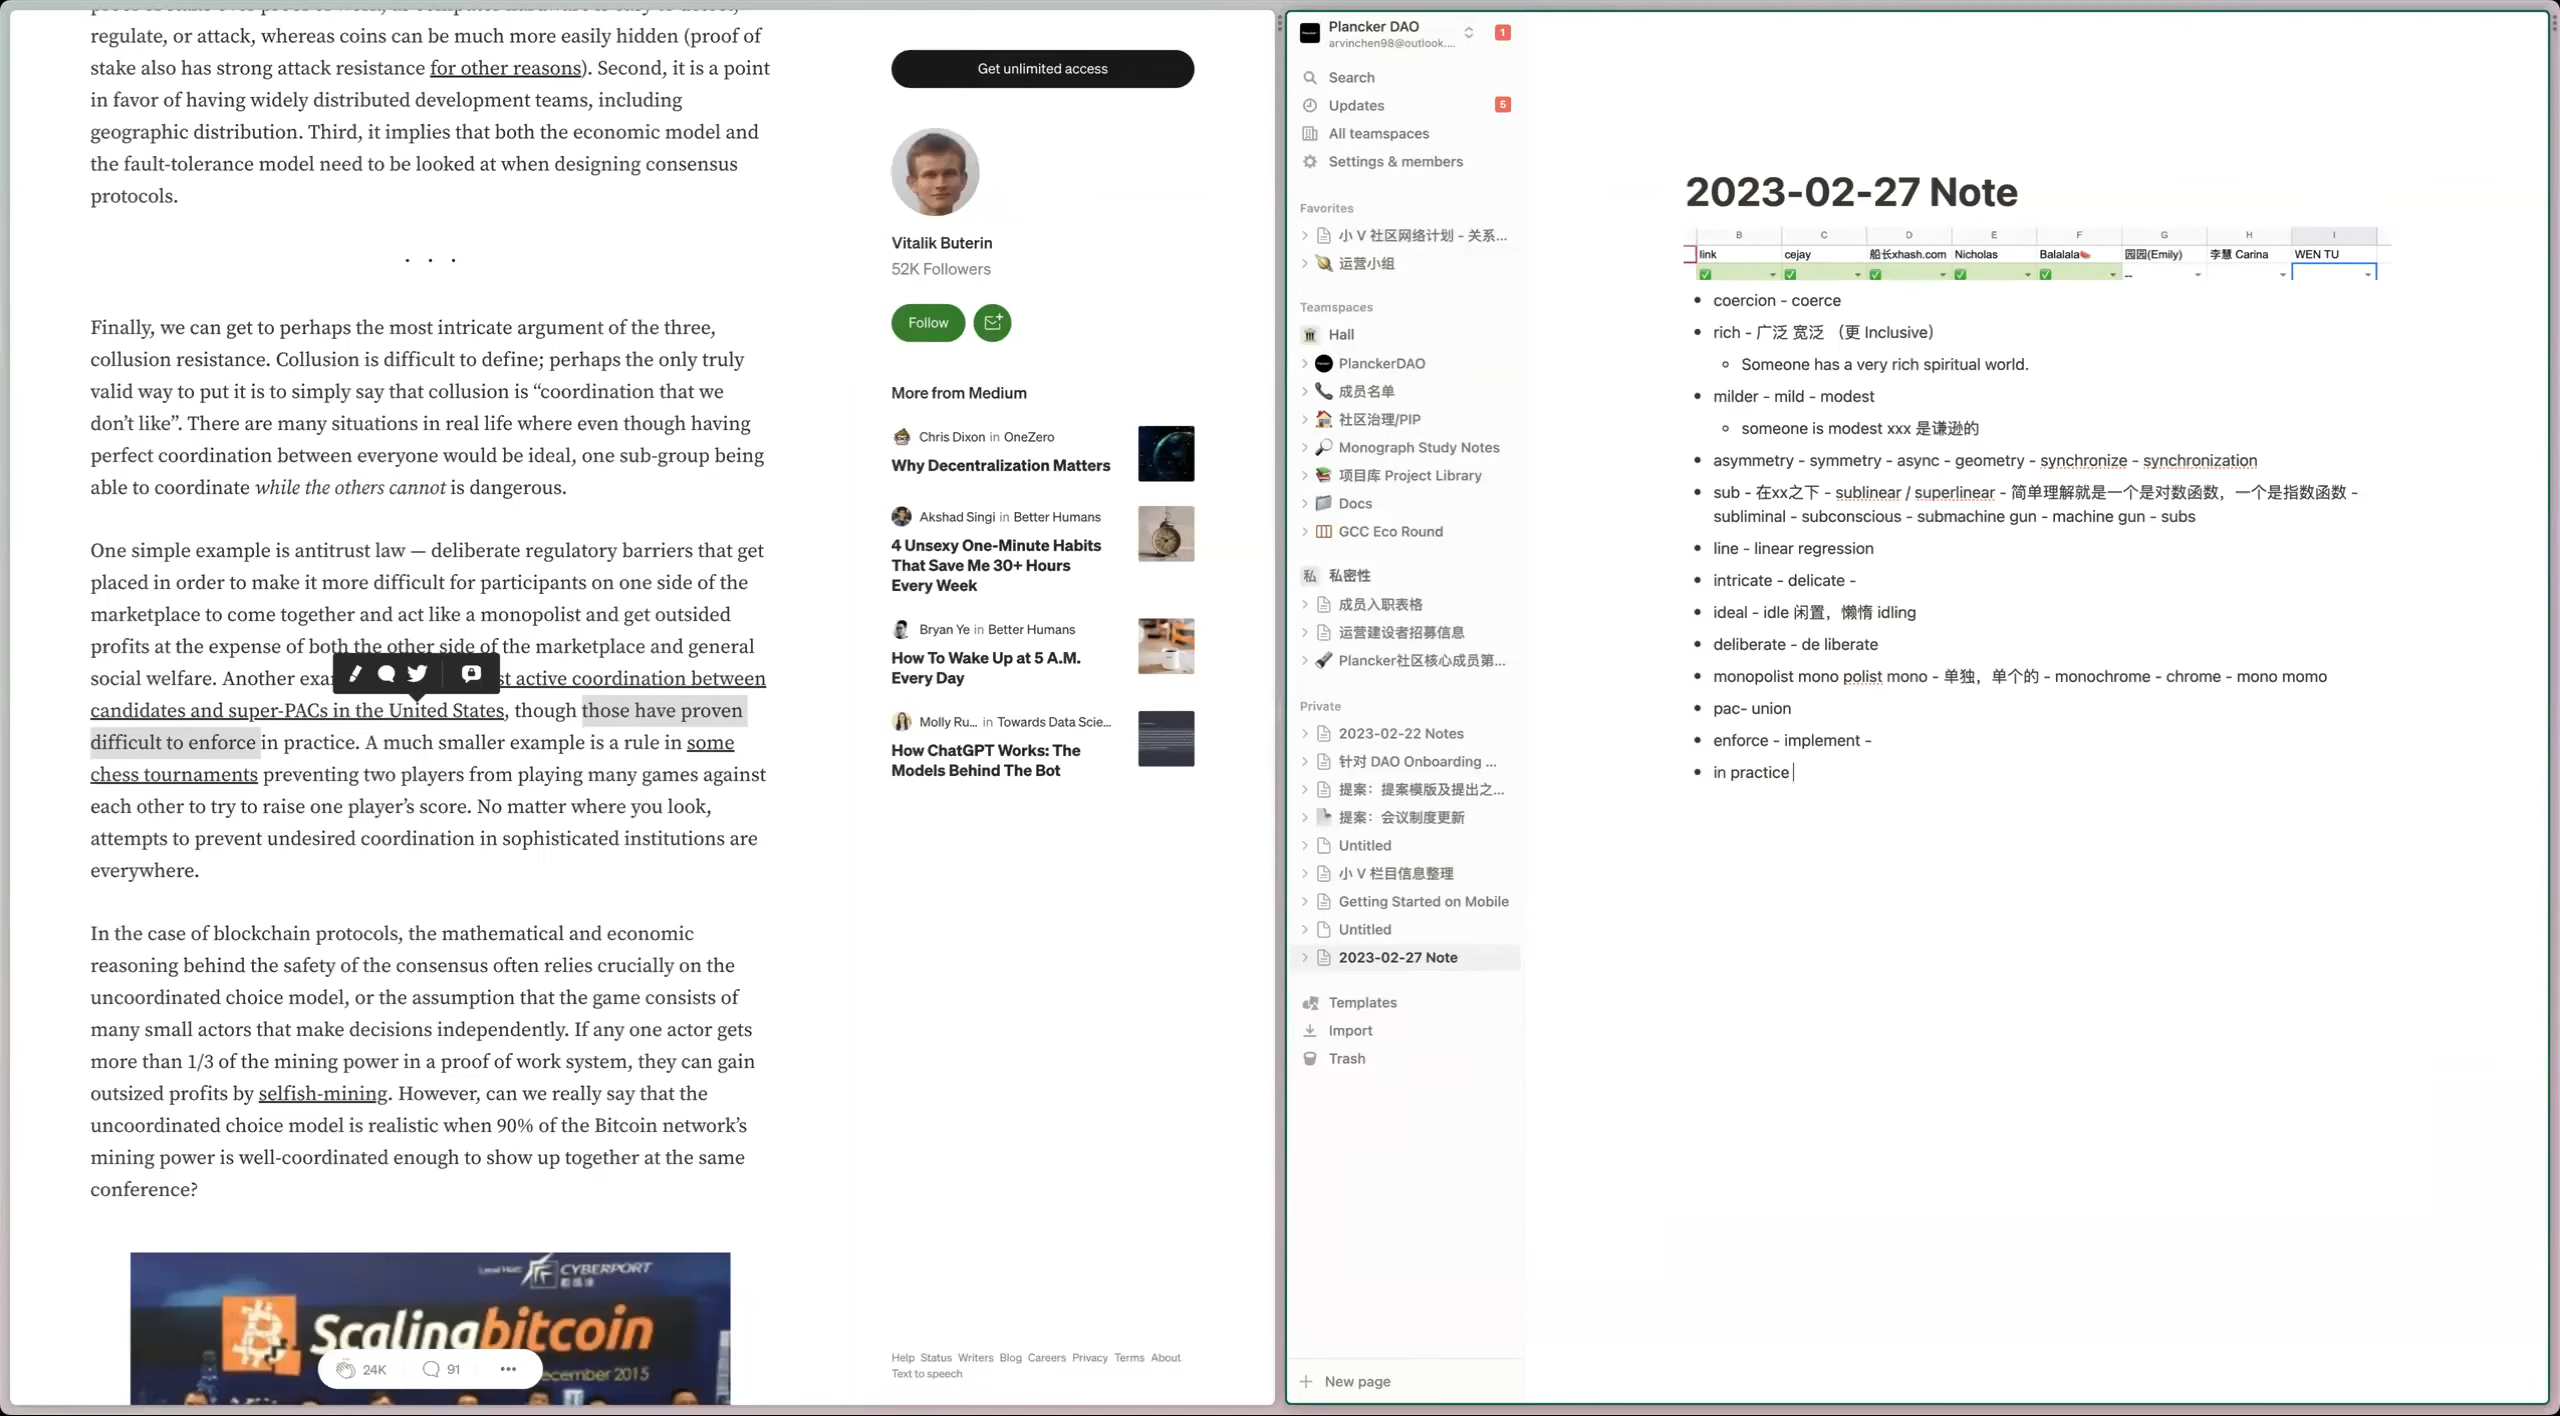 regulate, or attack, whereas coins can be much more easily hidden (proof of
stake also has strong attack resistance for other reasons). Second, it is a point
in favor of having widely distributed development teams, including
geographic distribution. Third, it implies that both the economic model and
the fault-tolerance model need to be looked at when designing consensus
protocols.
. . .
Finally, we can get to perhaps the most intricate argument of the three,
collusion resistance. Collusion is difficult to define; perhaps the only truly
valid way to put it is to simply say that collusion is “coordination that we
don’t like”. There are many situations in real life where even though having
perfect coordination between everyone would be ideal, one sub-group being
able to coordinate while the others cannot is dangerous.
One simple example is antitrust law — deliberate regulatory barriers that get
placed in order to make it more difficult for participants on one side of the
marketplace to come together and act like a monopolist and get outsided
profits at the expense of both the other side of the marketplace and general
social welfare. Another exa st active coordination between
candidates and super-PACs in the United States, though those have proven
difficult to enforce in practice. A much smaller example is a rule in some
chess tournaments preventing two players from playing many games against
each other to try to raise one player’s score. No matter where you look,
attempts to prevent undesired coordination in sophisticated institutions are
everywhere.
In the case of blockchain protocols, the mathematical and economic
reasoning behind the safety of the consensus often relies crucially on the
uncoordinated choice model, or the assumption that the game consists of
many small actors that make decisions independently. If any one actor gets
more than 1/3 of the mining power in a proof of work system, they can gain
outsized profits by selfish-mining. However, can we really say that the
uncoordinated choice model is realistic when 90% of the Bitcoin network’s
mining power is well-coordinated enough to show up together at the same
conference?
CYBERPORT
Scalingbitcoin
ecember 2015
24K 91
Get unlimited access
Vitalik Buterin
52K Followers
Follow
More from Medium
Chris Dixon in OneZero
Why Decentralization Matters
Akshad Singi in Better Humans
4 Unsexy One-Minute Habits
That Save Me 30+ Hours
Every Week
Bryan Ye in Better Humans
How To Wake Up at 5 A.M.
Every Day
Molly Ru... in Towards Data Scie...
How ChatGPT Works: The
Models Behind The Bot
Help Status Writers Blog Careers Privacy Terms About
Text to speech
Plancker DAO
arvinchen98@outlook....
1
Search
Updates 5
All teamspaces
Settings & members
Favorites
小 V 社区网络计划 - 关系...
运营小组
Teamspaces
Hall
PlanckerDAO
成员名单
社区治理/PIP
Monograph Study Notes
项目库 Project Library
Docs
GCC Eco Round
私 私密性
成员入职表格
运营建设者招募信息
Plancker社区核心成员第...
Private
2023-02-22 Notes
针对 DAO Onboarding ...
提案：提案模版及提出之...
提案：会议制度更新
Untitled
小 V 栏目信息整理
Getting Started on Mobile
Untitled
2023-02-27 Note
Templates
Import
Trash
New page
2023-02-27 Note
B C D E F G H I
link cejay 船长xhash.com Nicholas Balalala🍉 园园(Emily) 李慧 Carina WEN TU
--
• coercion - coerce
• rich - 广泛 宽泛 （更 Inclusive）
◦ Someone has a very rich spiritual world.
• milder - mild - modest
◦ someone is modest xxx 是谦逊的
• asymmetry - symmetry - async - geometry - synchronize - synchronization
• sub - 在xx之下 - sublinear / superlinear - 简单理解就是一个是对数函数，一个是指数函数 -
subliminal - subconscious - submachine gun - machine gun - subs
• line - linear regression
• intricate - delicate -
• ideal - idle 闲置，懒惰 idling
• deliberate - de liberate
• monopolist mono polist mono - 单独，单个的 - monochrome - chrome - mono momo
• pac- union
• enforce - implement -
• in practice